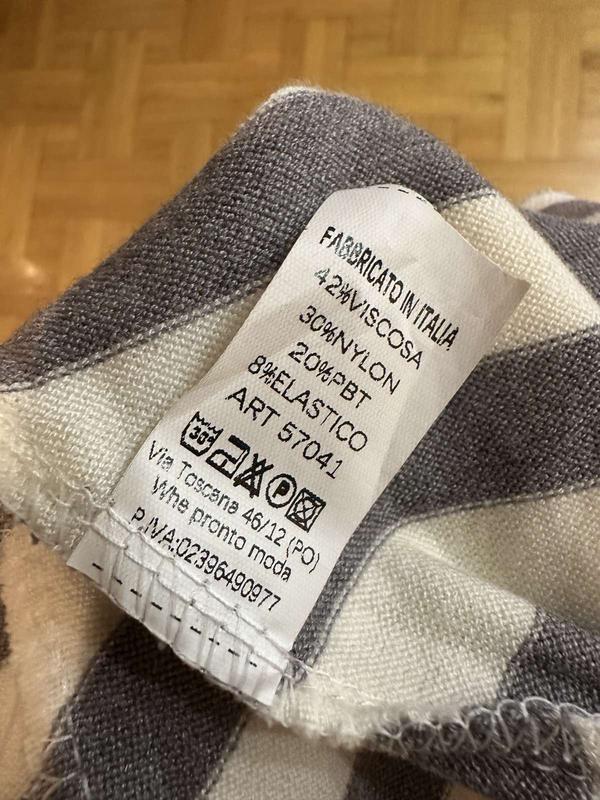 FABBRICATO IN ITALIA
42%VISCOSA
30%NYLON
20%PBT
8%ELASTICO
ART 57041
30° P
Via Toscana 46/12 (PO)
Whe pronto moda
P.IVA:02396490977